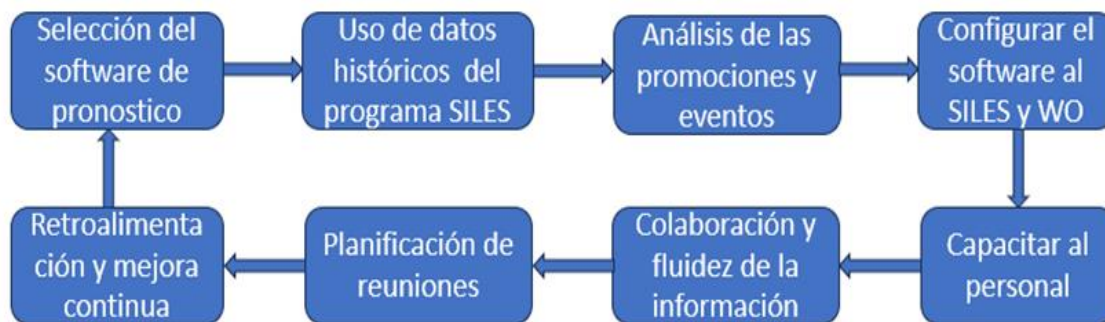 Selección del
software de
pronostico
Uso de datos
históricos del
programa SILES
Análisis de las
promociones y
eventos
Configurar el
software al
SILES y WO
Capacitar al
personal
Colaboración y
fluidez de la
información
Planificación de
reuniones
Retroalimenta
ción y mejora
continua